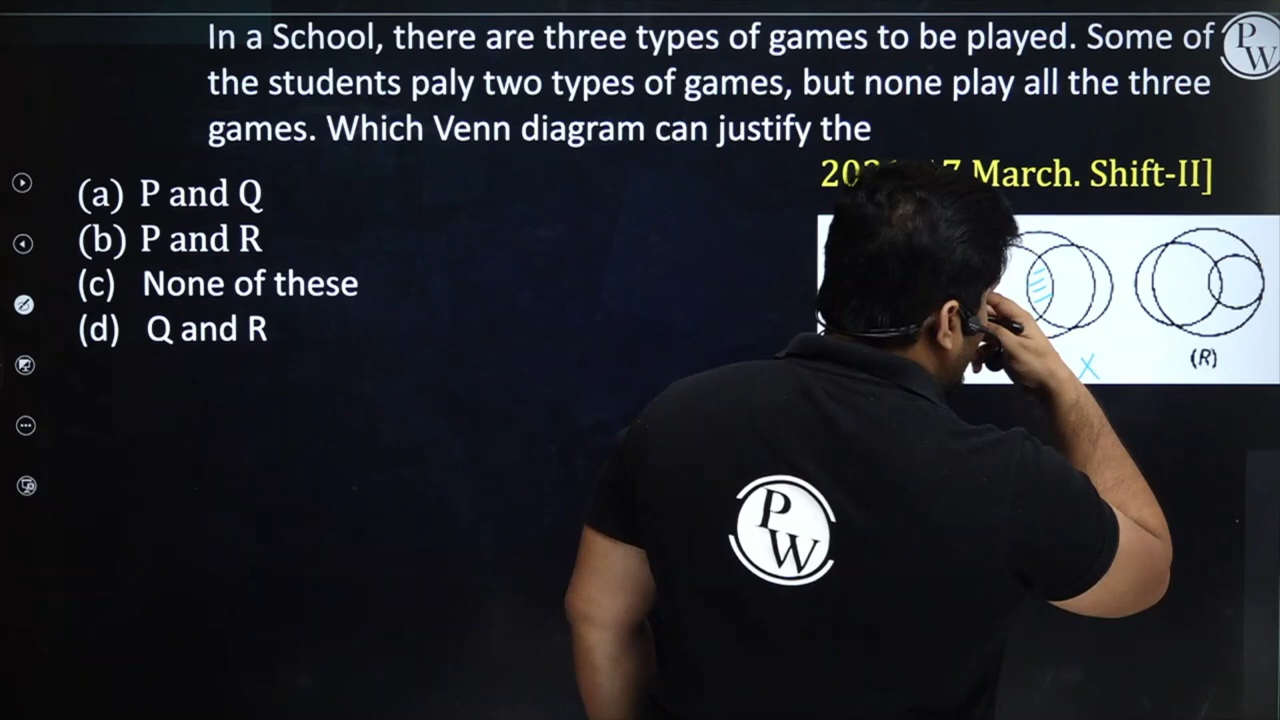 In a School, there are three types of games to be played. Some of
the students paly two types of games, but none play all the three
games. Which Venn diagram can justify the
March. Shift-II]
(a) P and Q
(b) P and R
(c) None of these
(d) Q and R
(R)
X
P
W
P
W